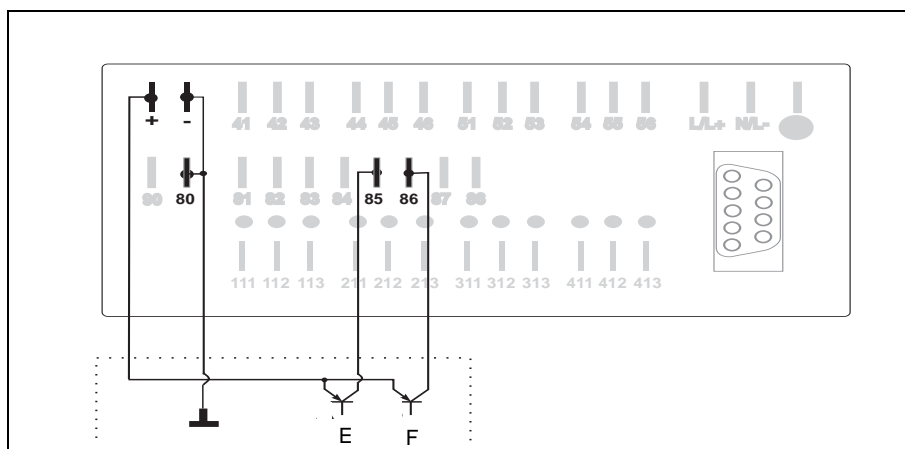 + - 41 42 43 44 45 46 51 52 53 54 55 56 L/L+ N/L-
90 80 81 82 83 84 85 86 87 88
111 112 113 211 212 213 311 312 313 411 412 413
E F